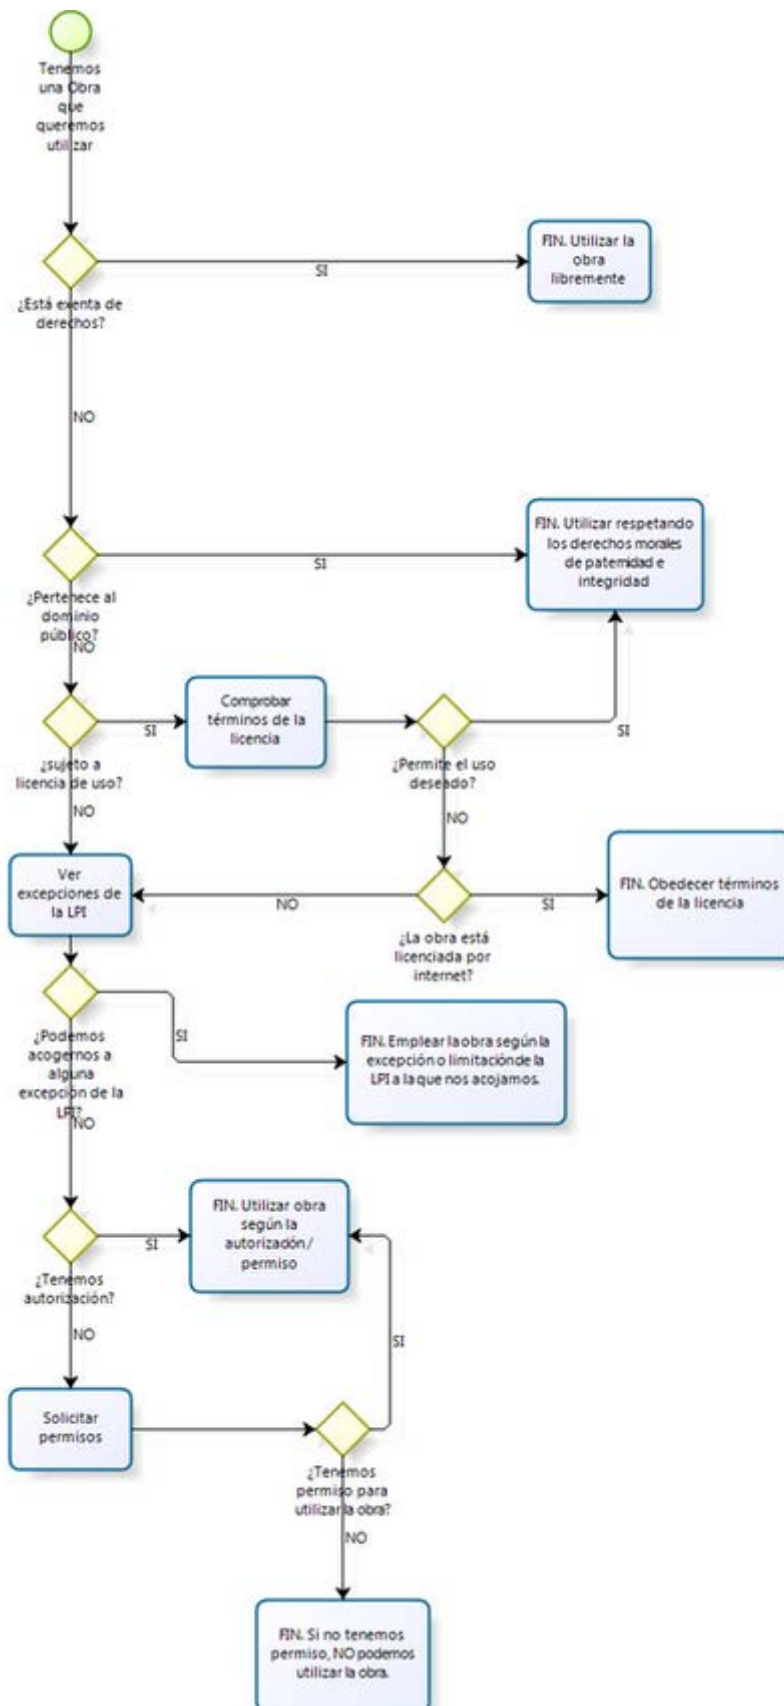 Tenemos
una Obra
que
queremos
utilizar
¿Está exenta de
derechos?
SI
FIN. Utilizar la
obra
libremente
NO
¿Pertenece al
dominio
público?
SI
FIN. Utilizar respetando
los derechos morales
de paternidad e
integridad
NO
¿sujeto a
licencia de uso?
SI
Comprobar
términos de la
licencia
¿Permite el uso
deseado?
SI
NO
NO
Ver
excepciones de
la LPI
¿La obra está
licenciada por
internet?
NO
SI
FIN. Obedecer términos
de la licencia
¿Podemos
acogernos a
alguna
excepción de la
LPI?
SI
FIN. Emplear la obra según la
excepción o limitaciónde la
LPI a la que nos acojamos.
NO
¿Tenemos
autorización?
SI
FIN. Utilizar obra
según la
autorización /
permiso
NO
SI
Solicitar
permisos
¿Tenemos
permiso para
utilizar la obra?
NO
FIN. Si no tenemos
permiso, NO podemos
utilizar la obra.